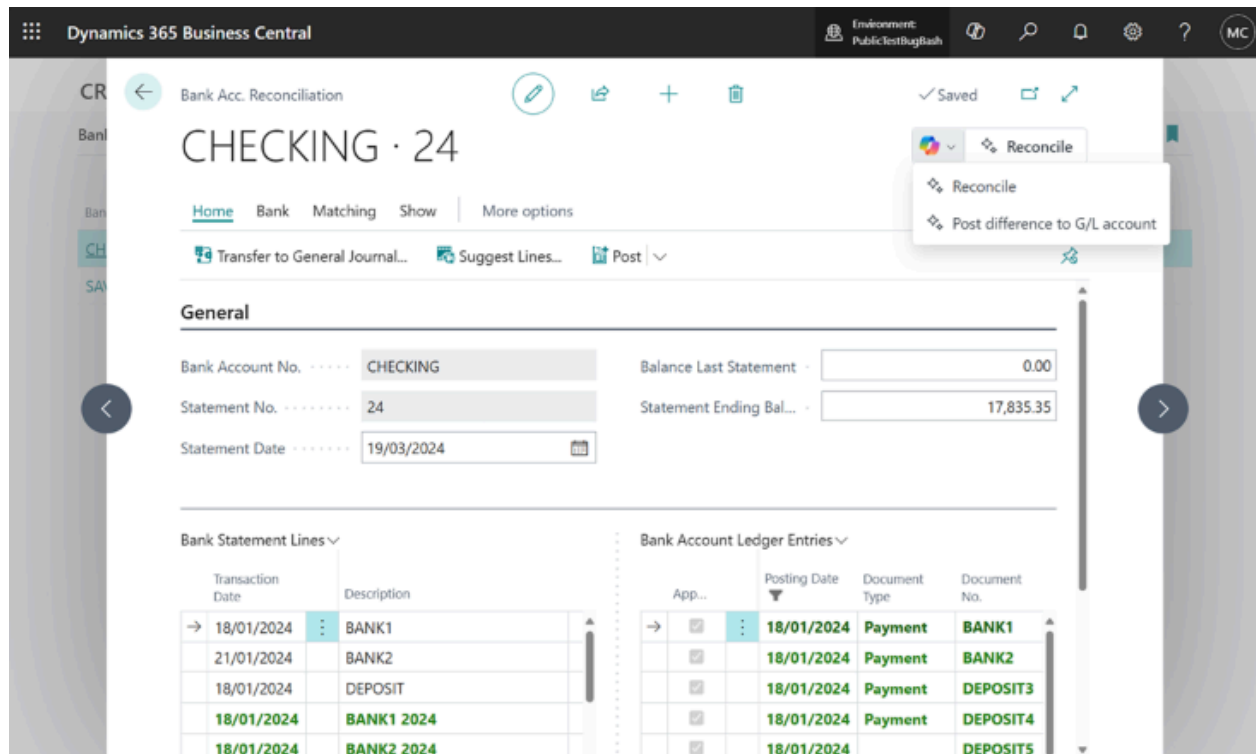 Dynamics 365 Business Central
Environment:
PublicTestBugBash
MC
CR
Bank Acc. Reconciliation
Saved
Bank
CHECKING · 24
Reconcile
Reconcile
Post difference to G/L account
Home Bank Matching Show More options
Ban
CH
Transfer to General Journal... Suggest Lines... Post
SAV
General
Bank Account No. CHECKING Balance Last Statement 0.00
Statement No. 24 Statement Ending Bal... 17,835.35
Statement Date 19/03/2024
Bank Statement Lines Bank Account Ledger Entries
Transaction Date Description App... Posting Date Document Type Document No.
18/01/2024 BANK1 18/01/2024 Payment BANK1
21/01/2024 BANK2 18/01/2024 Payment BANK2
18/01/2024 DEPOSIT 18/01/2024 Payment DEPOSIT3
18/01/2024 BANK1 2024 18/01/2024 Payment DEPOSIT4
18/01/2024 BANK2 2024 18/01/2024 DEPOSIT5